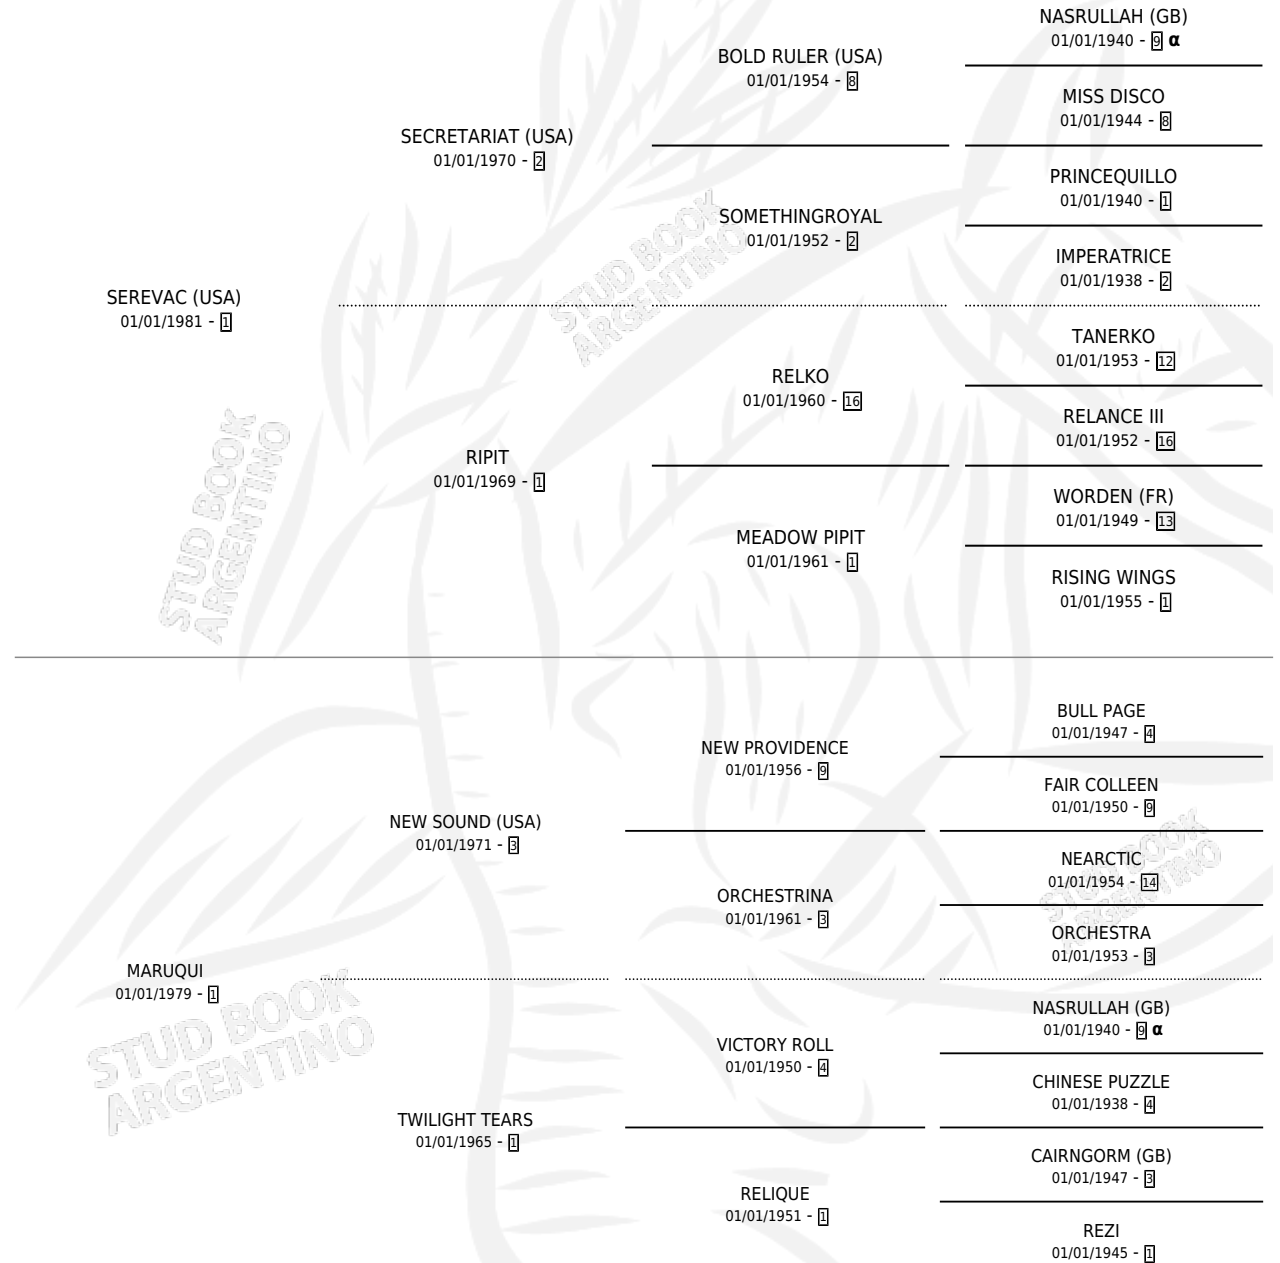 NASRULLAH (GB)
01/01/1940 - 9 α
BOLD RULER (USA)
01/01/1954 - 8
MISS DISCO
01/01/1944 - 8
SECRETARIAT (USA)
01/01/1970 - 2
PRINCEQUILLO
01/01/1940 - 1
SOMETHINGROYAL
01/01/1952 - 2
IMPERATRICE
01/01/1938 - 2
STUD BOOK
ARGENTINO
SEREVAC (USA)
01/01/1981 - 1
TANERKO
01/01/1953 - 12
RELKO
01/01/1960 - 16
RELANCE III
01/01/1952 - 16
RIPIT
01/01/1969 - 1
WORDEN (FR)
01/01/1949 - 13
MEADOW PIPIT
01/01/1961 - 1
RISING WINGS
01/01/1955 - 1
STUD BOOK
ARGENTINO
BULL PAGE
01/01/1947 - 4
NEW PROVIDENCE
01/01/1956 - 9
FAIR COLLEEN
01/01/1950 - 9
NEW SOUND (USA)
01/01/1971 - 3
NEARCTIC
01/01/1954 - 14
ORCHESTRINA
01/01/1961 - 3
ORCHESTRA
01/01/1953 - 3
STUD BOOK
ARGENTINO
MARUQUI
01/01/1979 - 1
NASRULLAH (GB)
01/01/1940 - 9 α
VICTORY ROLL
01/01/1950 - 4
CHINESE PUZZLE
01/01/1938 - 4
STUD BOOK
ARGENTINO
TWILIGHT TEARS
01/01/1965 - 1
CAIRNGORM (GB)
01/01/1947 - 3
RELIQUE
01/01/1951 - 1
REZI
01/01/1945 - 1